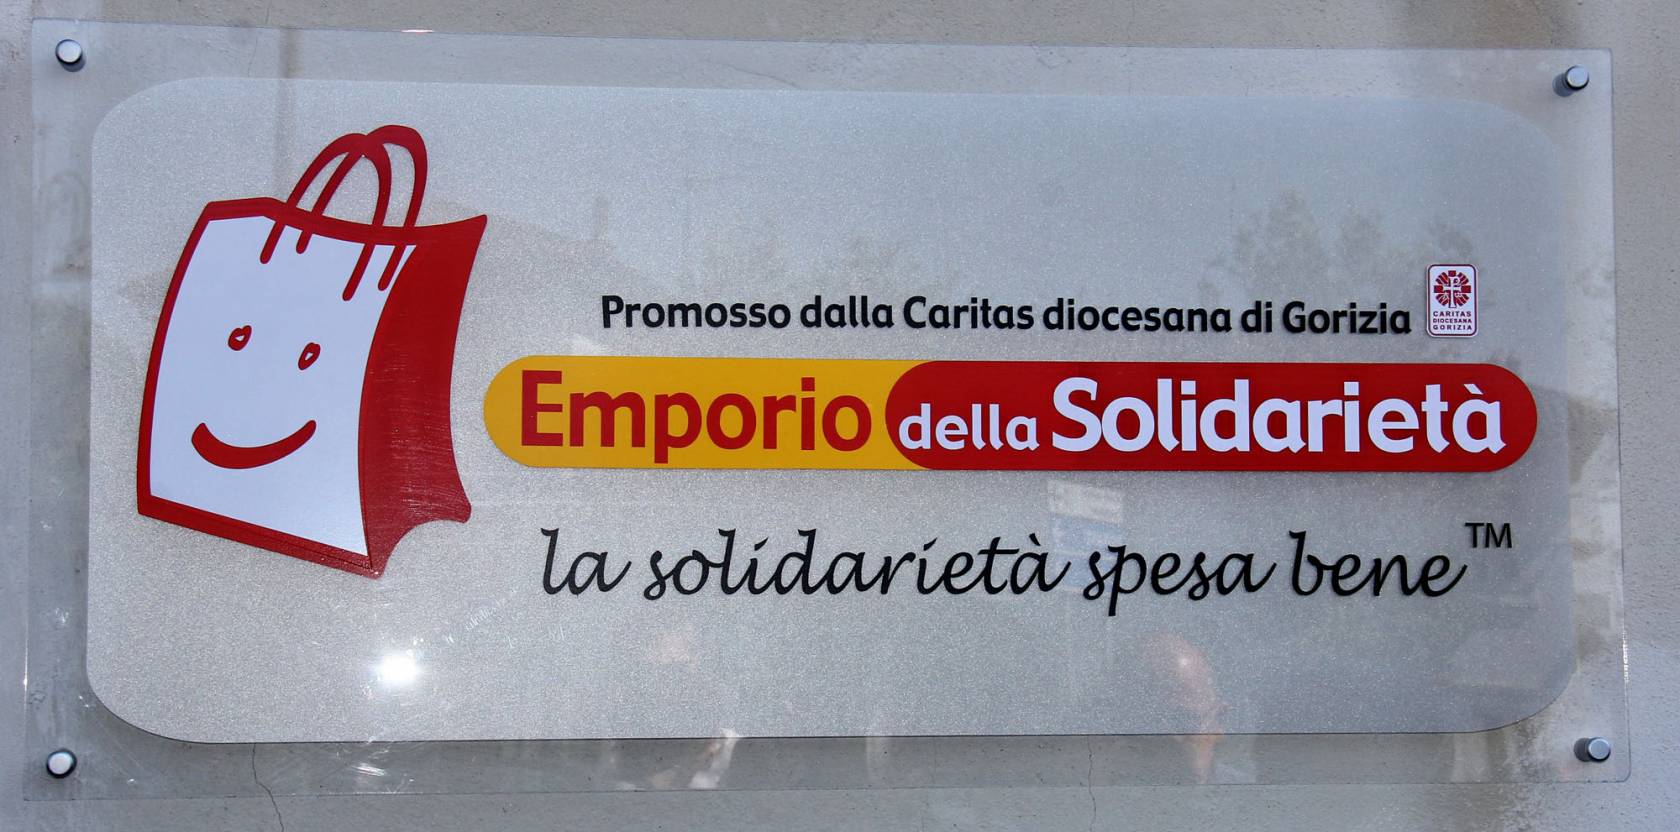 Promosso dalla Caritas diocesana di Gorizia
CARITAS
DIOCESANA
GORIZIA
Emporio della Solidarietà
la solidarietà spesa bene™